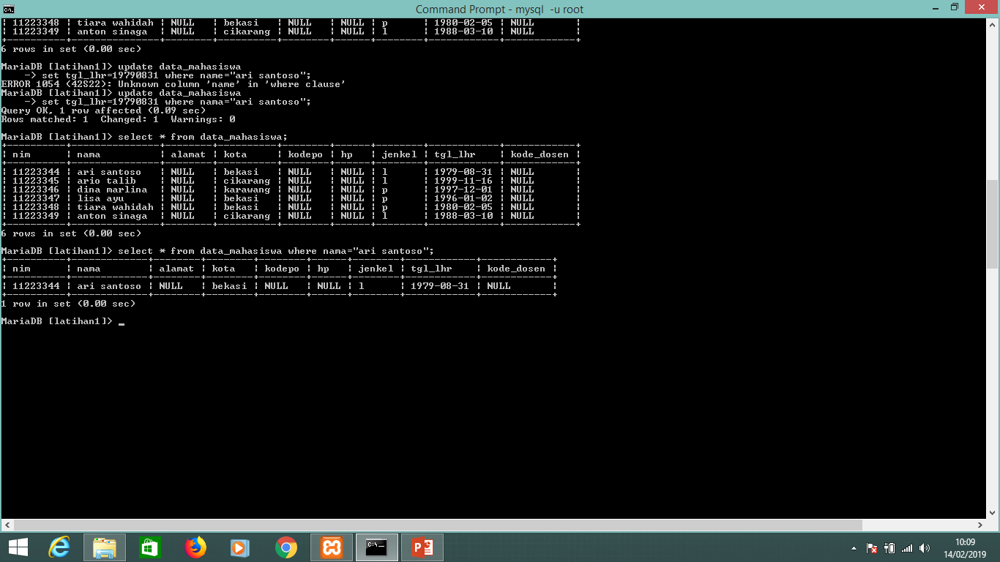 Command Prompt - mysql  -u root
| 11223348 | tiara wahidah | NULL   | bekasi   | NULL   | NULL | p      | 1980-02-05 | NULL       |
| 11223349 | anton sinaga  | NULL   | cikarang | NULL   | NULL | l      | 1988-03-10 | NULL       |
+----------+---------------+--------+----------+--------+------+--------+------------+------------+
6 rows in set (0.00 sec)
MariaDB [latihan1]> update data_mahasiswa
    -> set tgl_lhr=19790831 where name="ari santoso";
ERROR 1054 (42S22): Unknown column 'name' in 'where clause'
MariaDB [latihan1]> update data_mahasiswa
    -> set tgl_lhr=19790831 where nama="ari santoso";
Query OK, 1 row affected (0.09 sec)
Rows matched: 1  Changed: 1  Warnings: 0
MariaDB [latihan1]> select * from data_mahasiswa;
+----------+---------------+--------+----------+--------+------+--------+------------+------------+
| nim      | nama          | alamat | kota     | kodepo | hp   | jenkel | tgl_lhr    | kode_dosen |
+----------+---------------+--------+----------+--------+------+--------+------------+------------+
| 11223344 | ari santoso   | NULL   | bekasi   | NULL   | NULL | l      | 1979-08-31 | NULL       |
| 11223345 | ario talib    | NULL   | cikarang | NULL   | NULL | l      | 1999-11-16 | NULL       |
| 11223346 | dina marlina  | NULL   | karawang | NULL   | NULL | p      | 1997-12-01 | NULL       |
| 11223347 | lisa ayu      | NULL   | bekasi   | NULL   | NULL | p      | 1996-01-02 | NULL       |
| 11223348 | tiara wahidah | NULL   | bekasi   | NULL   | NULL | p      | 1980-02-05 | NULL       |
| 11223349 | anton sinaga  | NULL   | cikarang | NULL   | NULL | l      | 1988-03-10 | NULL       |
+----------+---------------+--------+----------+--------+------+--------+------------+------------+
6 rows in set (0.00 sec)
MariaDB [latihan1]> select * from data_mahasiswa where nama="ari santoso";
+----------+-------------+--------+--------+--------+------+--------+------------+------------+
| nim      | nama        | alamat | kota   | kodepo | hp   | jenkel | tgl_lhr    | kode_dosen |
+----------+-------------+--------+--------+--------+------+--------+------------+------------+
| 11223344 | ari santoso | NULL   | bekasi | NULL   | NULL | l      | 1979-08-31 | NULL       |
+----------+-------------+--------+--------+--------+------+--------+------------+------------+
1 row in set (0.00 sec)
MariaDB [latihan1]> _
10:09
14/02/2019